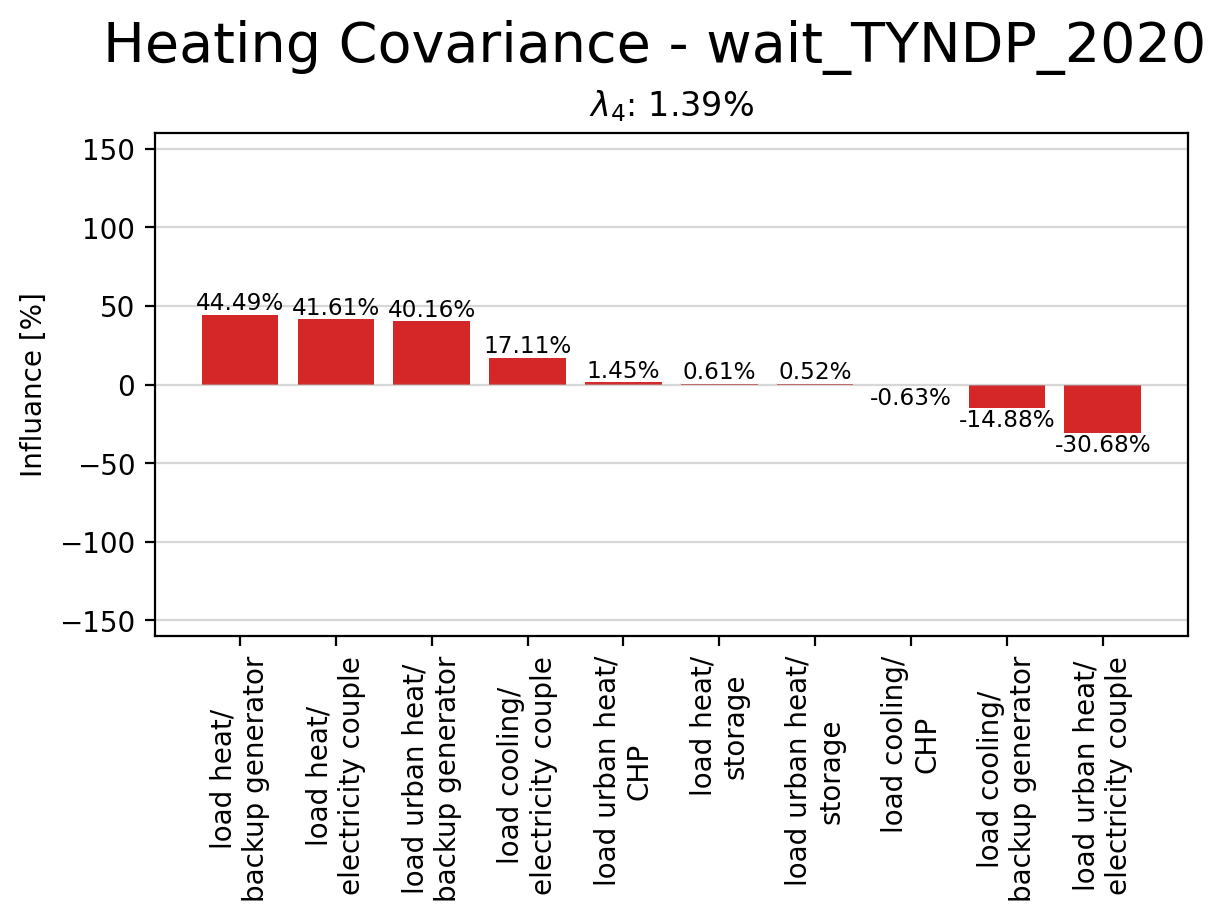 Heating Covariance - wait_TYNDP_2020
λ4: 1.39%
150
100
50
0
−50
−100
−150
Influance [%]
44.49%
41.61%
40.16%
17.11%
1.45%
0.61%
0.52%
-0.63%
-14.88%
-30.68%
load heat/
backup generator
load heat/
electricity couple
load urban heat/
backup generator
load cooling/
electricity couple
load urban heat/
CHP
load heat/
storage
load urban heat/
storage
load cooling/
CHP
load cooling/
backup generator
load urban heat/
electricity couple